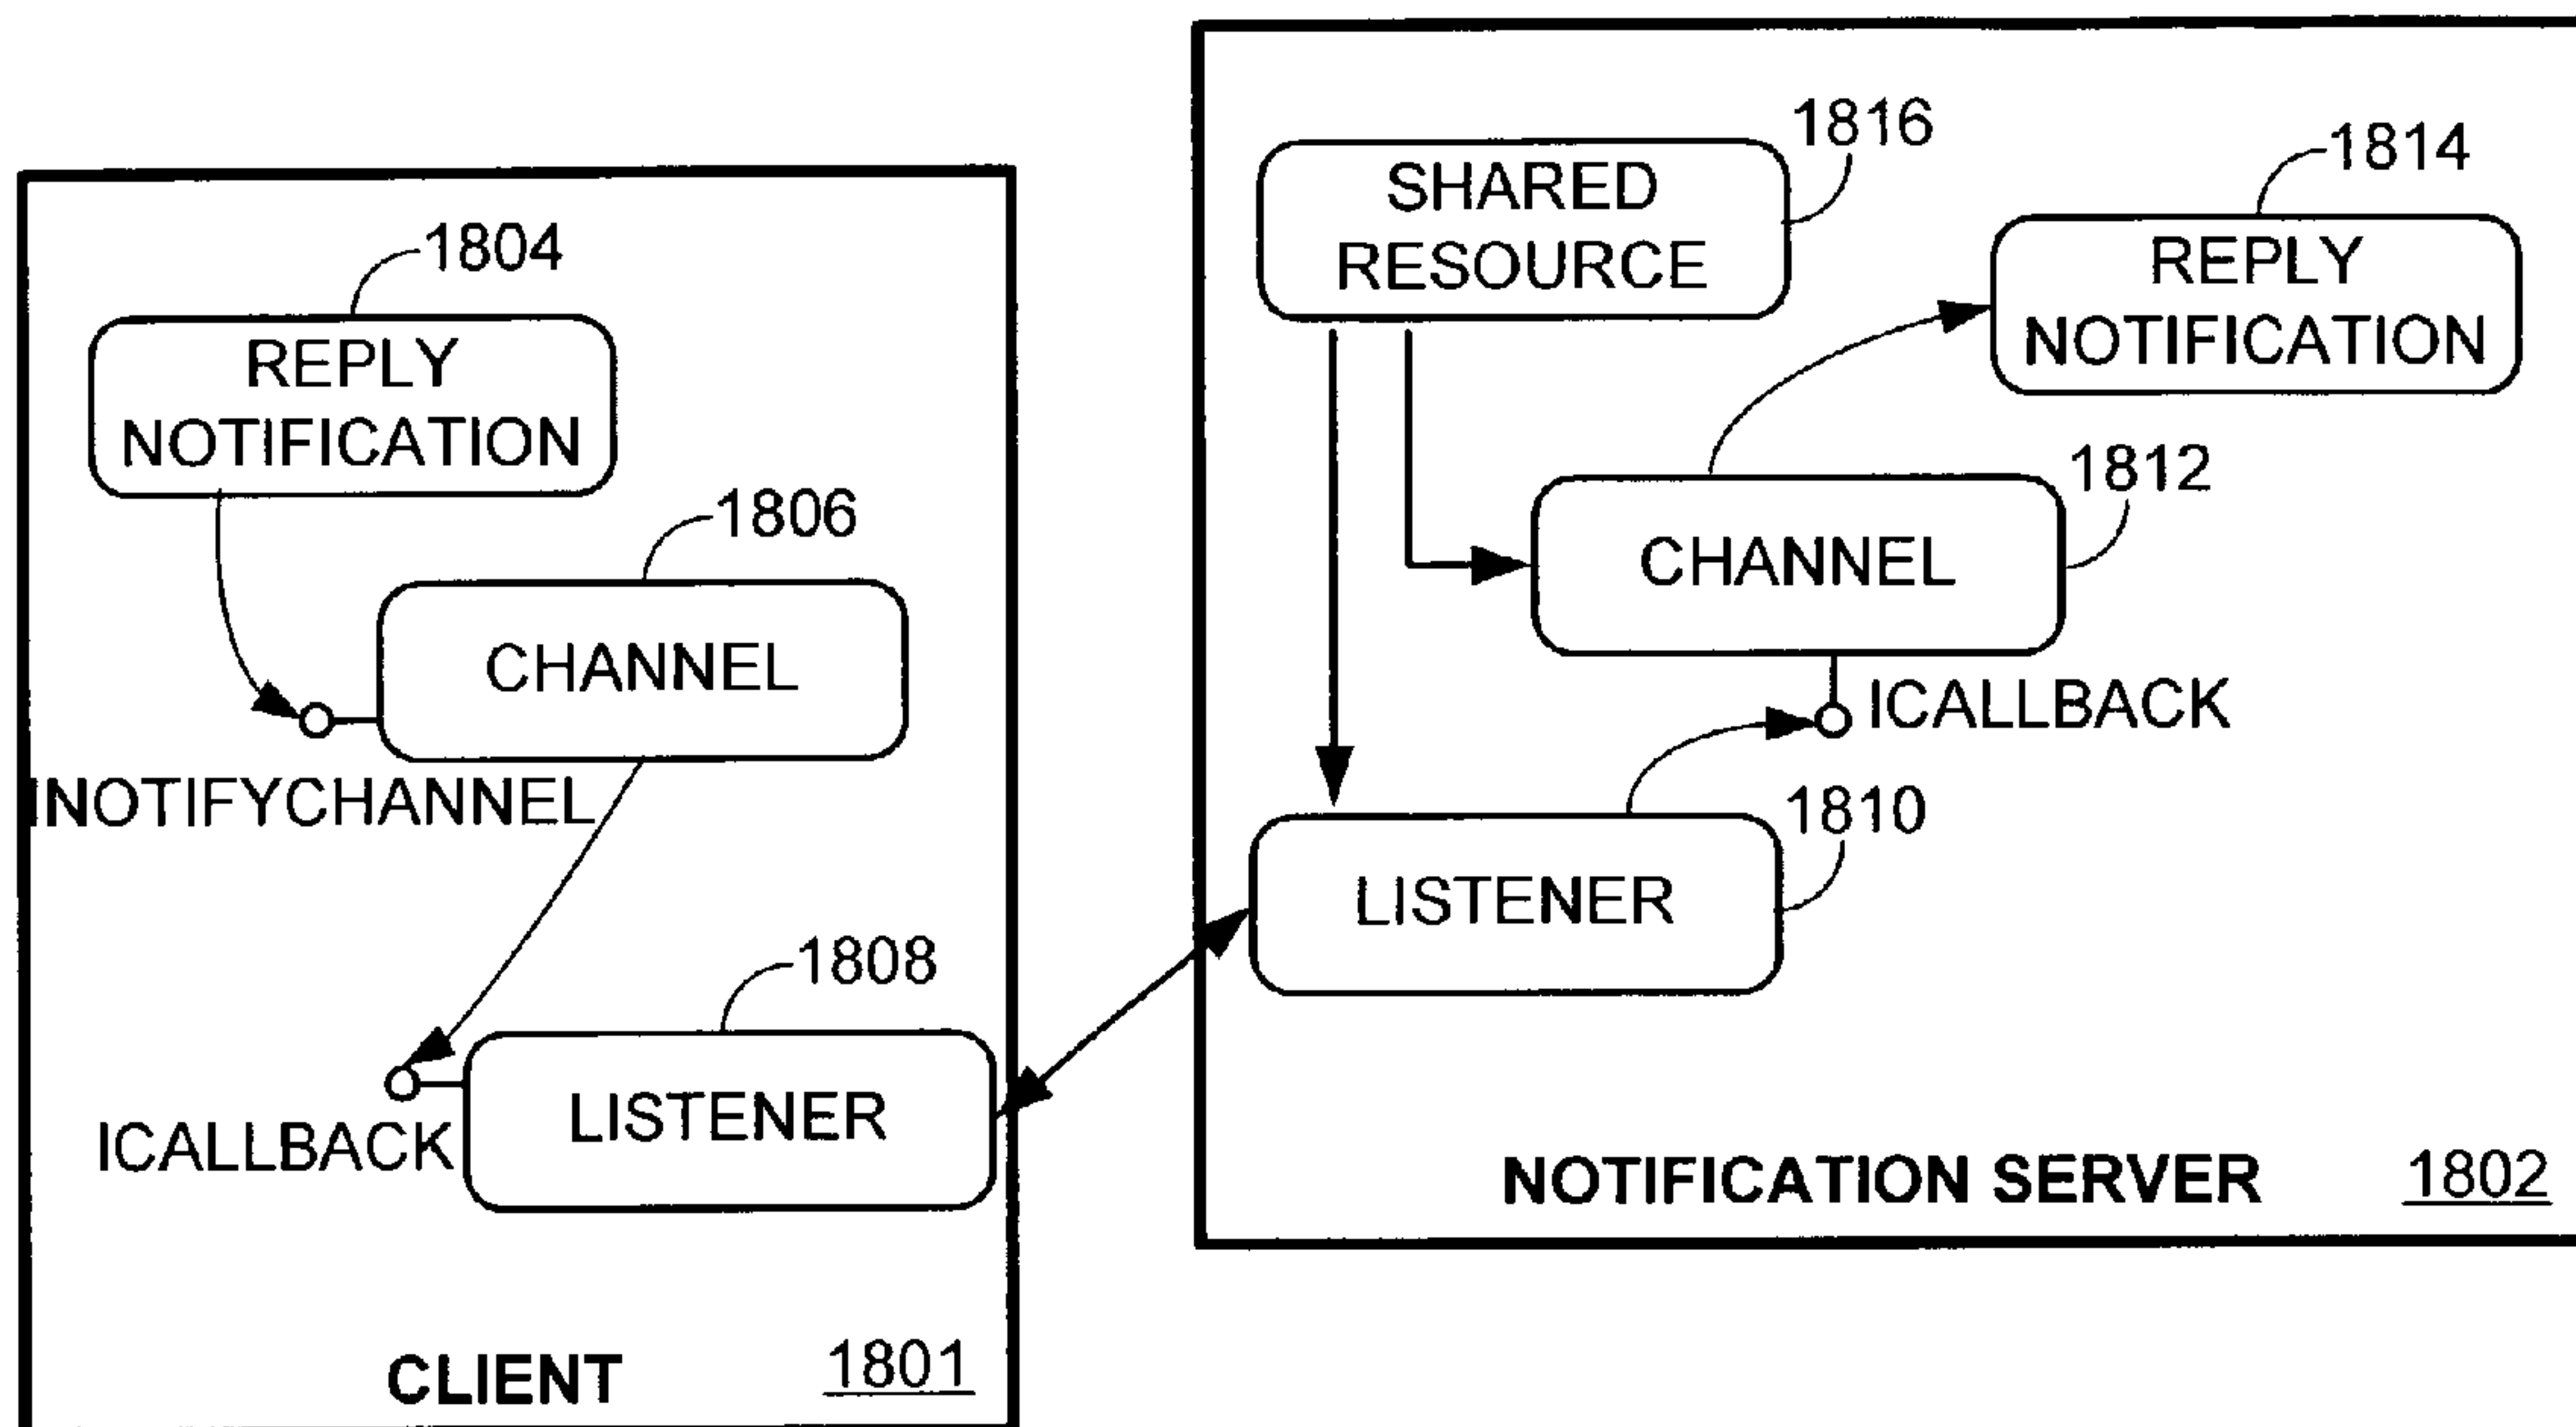 1804
REPLY
NOTIFICATION
1806
CHANNEL
INOTIFYCHANNEL
1808
LISTENER
ICALLBACK
CLIENT 1801
1816
SHARED
RESOURCE
1814
REPLY
NOTIFICATION
1812
CHANNEL
ICALLBACK
1810
LISTENER
NOTIFICATION SERVER 1802